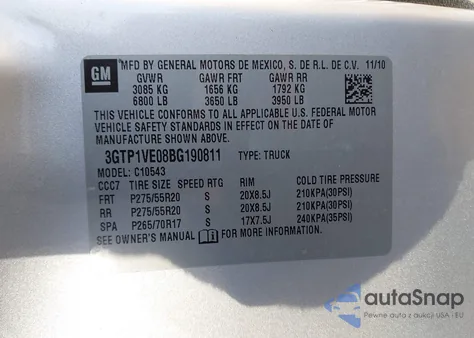 GM
MFD BY GENERAL MOTORS DE MEXICO, S. DE R.L. DE C.V. 11/10
GVWR GAWR FRT GAWR RR
3085 KG 1656 KG 1792 KG
6800 LB 3650 LB 3950 LB
THIS VEHICLE CONFORMS TO ALL APPLICABLE U.S. FEDERAL MOTOR
VEHICLE SAFETY STANDARDS IN EFFECT ON THE DATE OF
MANUFACTURE SHOWN ABOVE.
3GTP1VE08BG190811 TYPE: TRUCK
MODEL: C10543
CCC7 TIRE SIZE SPEED RTG RIM COLD TIRE PRESSURE
FRT P275/55R20 S 20X8.5J 210KPA(30PSI)
RR P275/55R20 S 20X8.5J 210KPA(30PSI)
SPA P265/70R17 S 17X7.5J 240KPA(35PSI)
SEE OWNER'S MANUAL FOR MORE INFORMATION.
autaSnap
Pewne auta z aukcji USA i EU